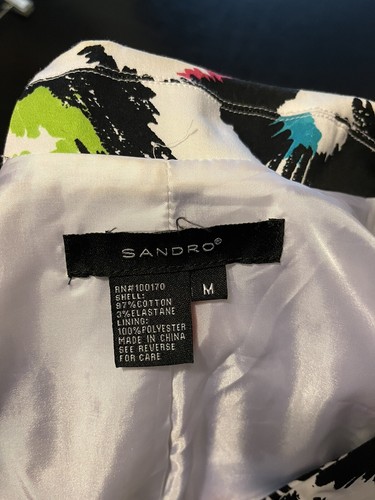 SANDRO®
M
RN#100170
SHELL:
97%COTTON
3%ELASTANE
LINING:
100%POLYESTER
MADE IN CHINA
SEE REVERSE
FOR CARE